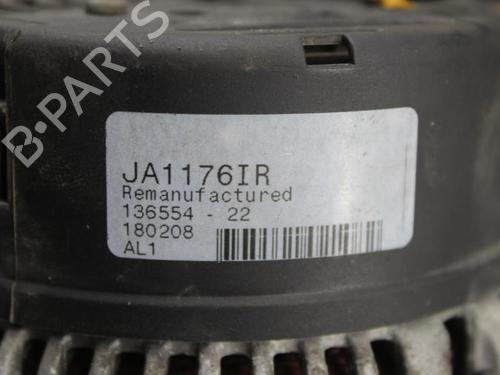 B-PARTS
JA1176IR
Remanufactured
136554 - 22
180208
AL1